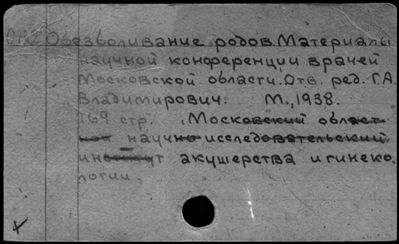 Обезболивание родов. Материалы
научной конференции врачей
Московской области. Отв. ред. Г.А.
Владимирович. М., 1938.
169 стр. Московский област-
ной научно исследовательский
институт акушерства и гинеко
логии.